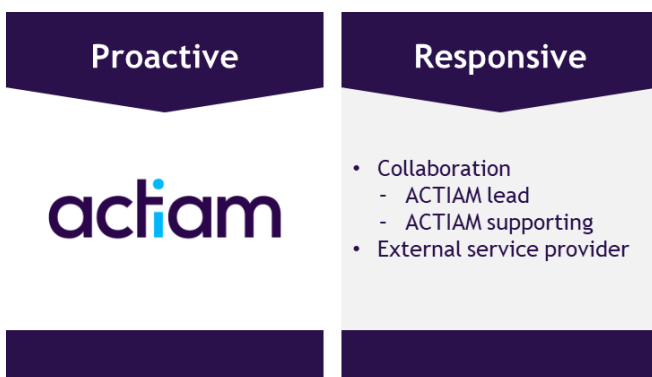 Proactive
actiam
Responsive
• Collaboration
- ACTIAM lead
- ACTIAM supporting
• External service provider